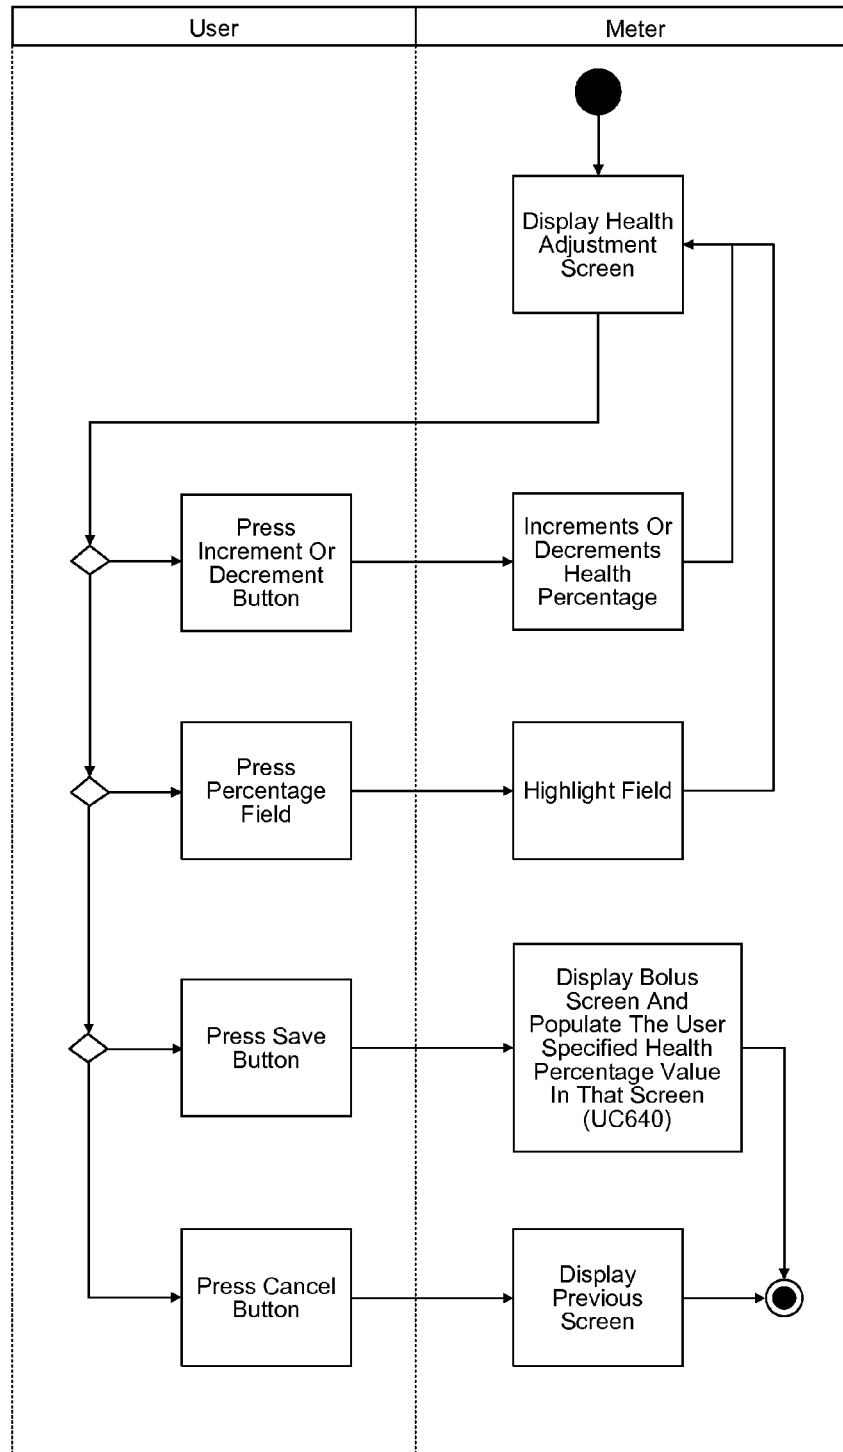 User
Meter
Display Health
Adjustment
Screen
Press
Increment Or
Decrement
Button
Increments Or
Decrements
Health
Percentage
Press
Percentage
Field
Highlight Field
Press Save
Button
Display Bolus
Screen And
Populate The User
Specified Health
Percentage Value
In That Screen
(UC640)
Press Cancel
Button
Display
Previous
Screen